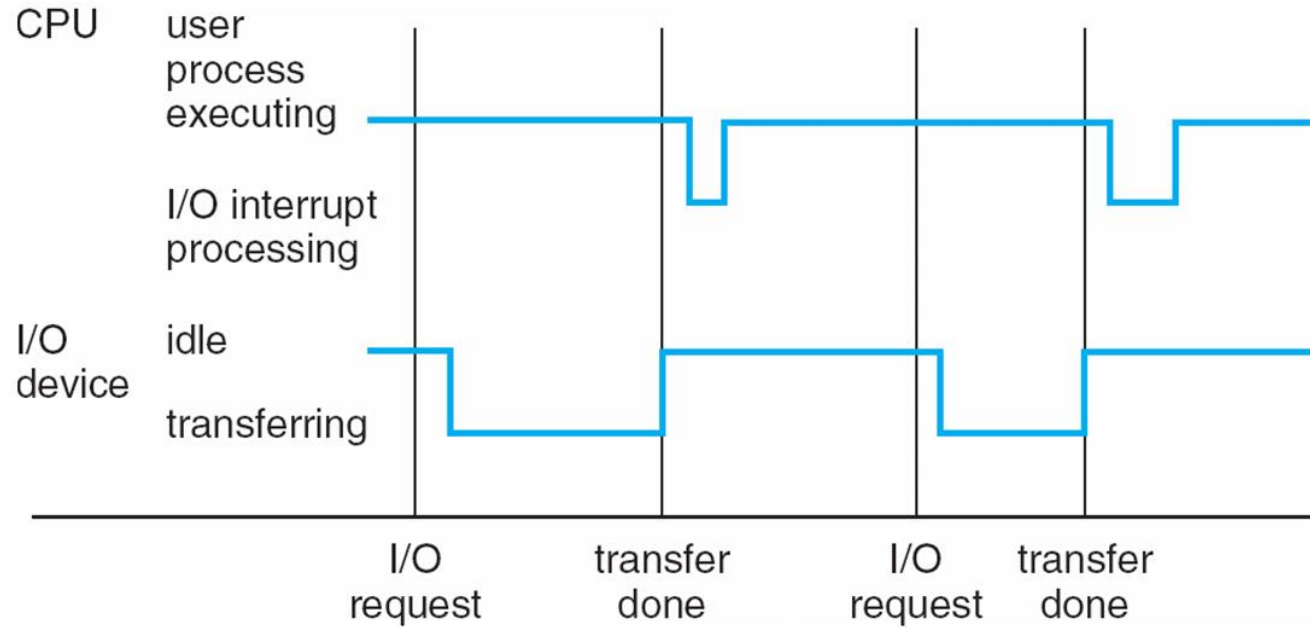 CPU
user
process
executing
I/O interrupt
processing
I/O
device
idle
transferring
I/O
request
transfer
done
I/O
request
transfer
done